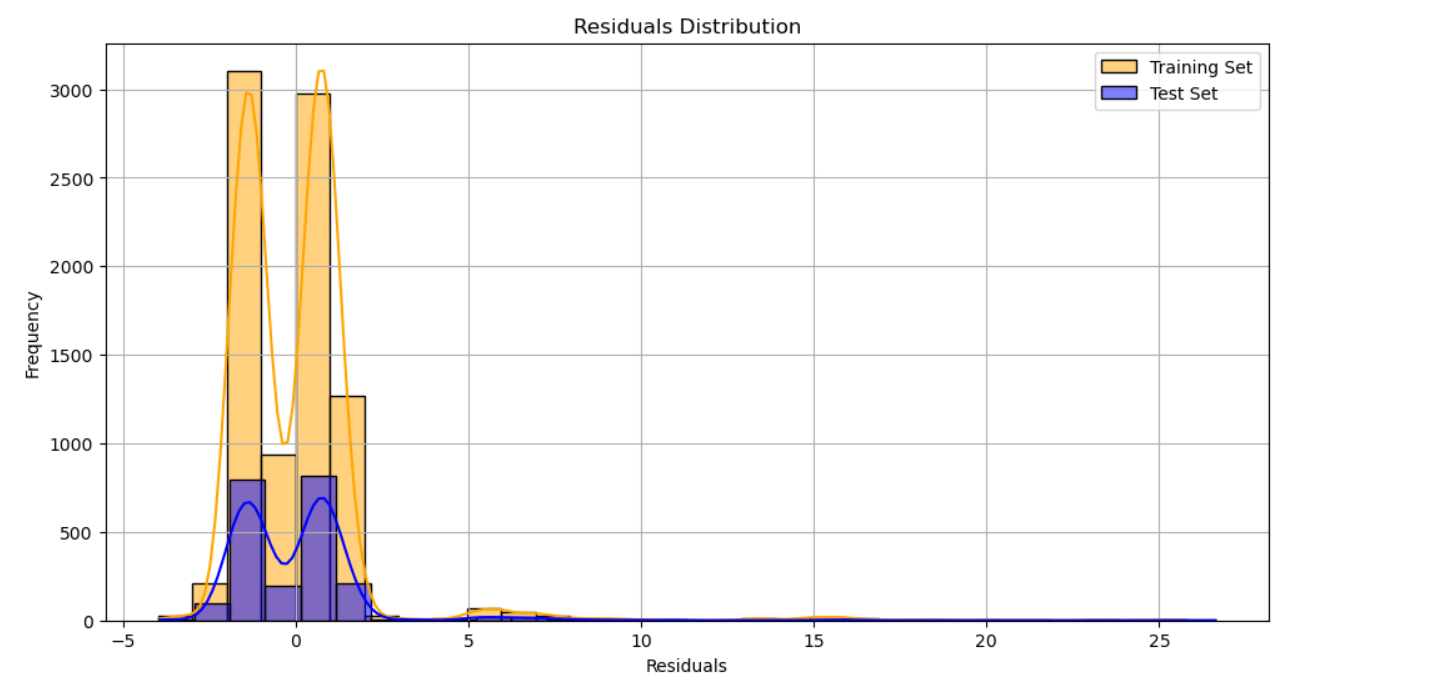 Residuals Distribution
Training Set
Test Set
Frequency
3000
2500
2000
1500
1000
500
0
−5
0
5
10
15
20
25
Residuals